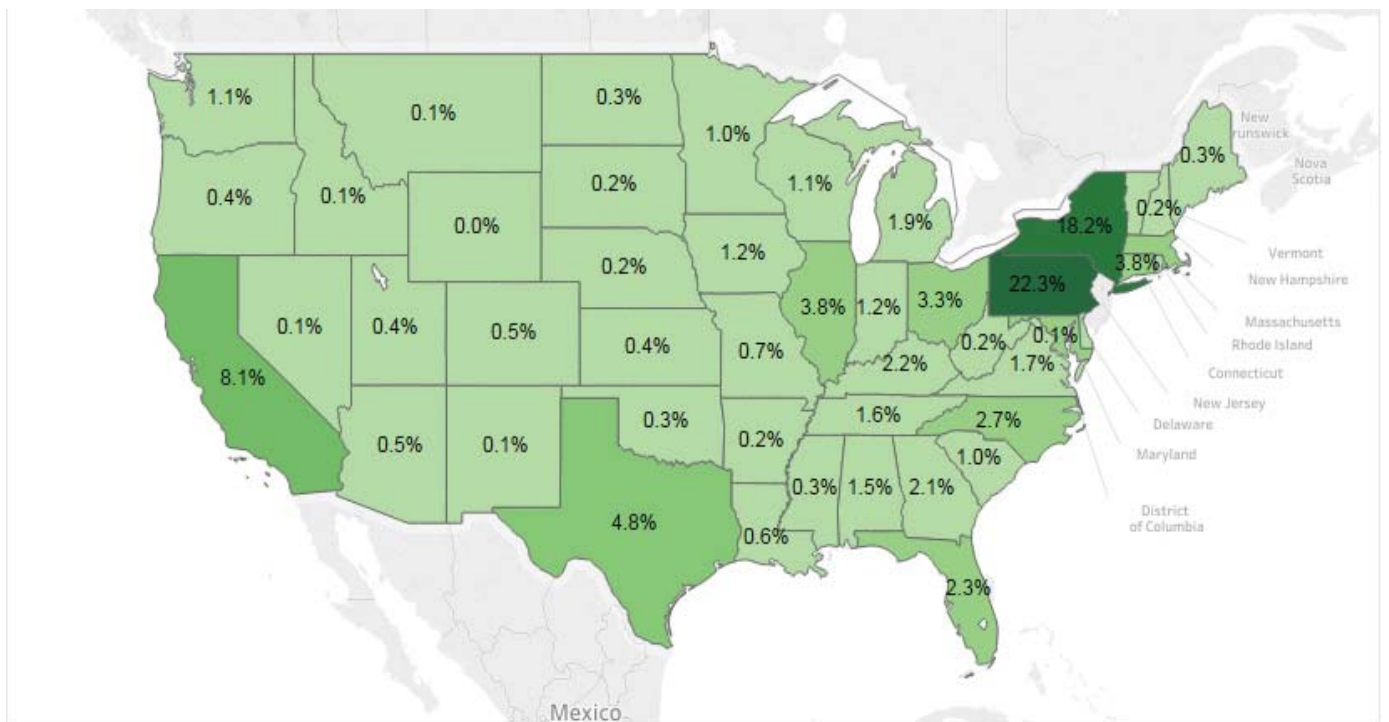 1.1%
0.1%
0.3%
1.0%
0.3%
New
runswick
Nova
Scotia
0.4%
0.1%
0.0%
0.2%
1.1%
1.9%
18.2%
0.2%
Vermont
New Hampshire
Massachusetts
Rhode Island
Connecticut
New Jersey
Delaware
Maryland
District
of Columbia
0.2%
1.2%
3.8%
22.3%
8.1%
0.1%
0.4%
0.5%
0.4%
0.7%
3.8%
1.2%
3.3%
0.2%
0.1%
2.2%
1.7%
0.5%
0.1%
0.3%
0.2%
1.6%
2.7%
1.0%
4.8%
0.6%
0.3%
1.5%
2.1%
2.3%
Mexico